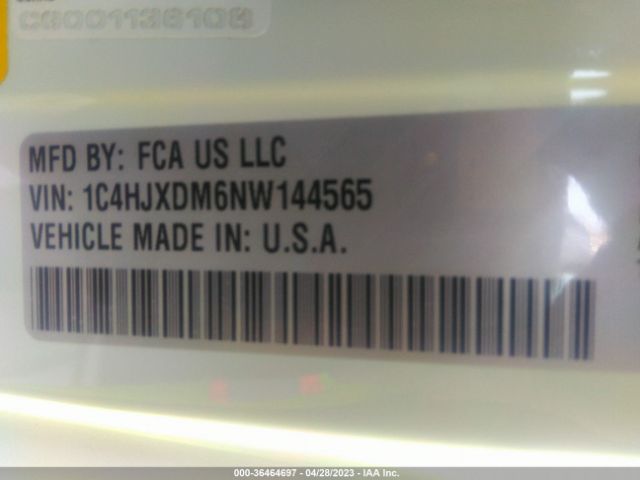 MFD BY: FCA US LLC
VIN: 1C4HJXDM6NW144565
VEHICLE MADE IN: U.S.A.
000-36464697 - 04/28/2023 - IAA Inc.